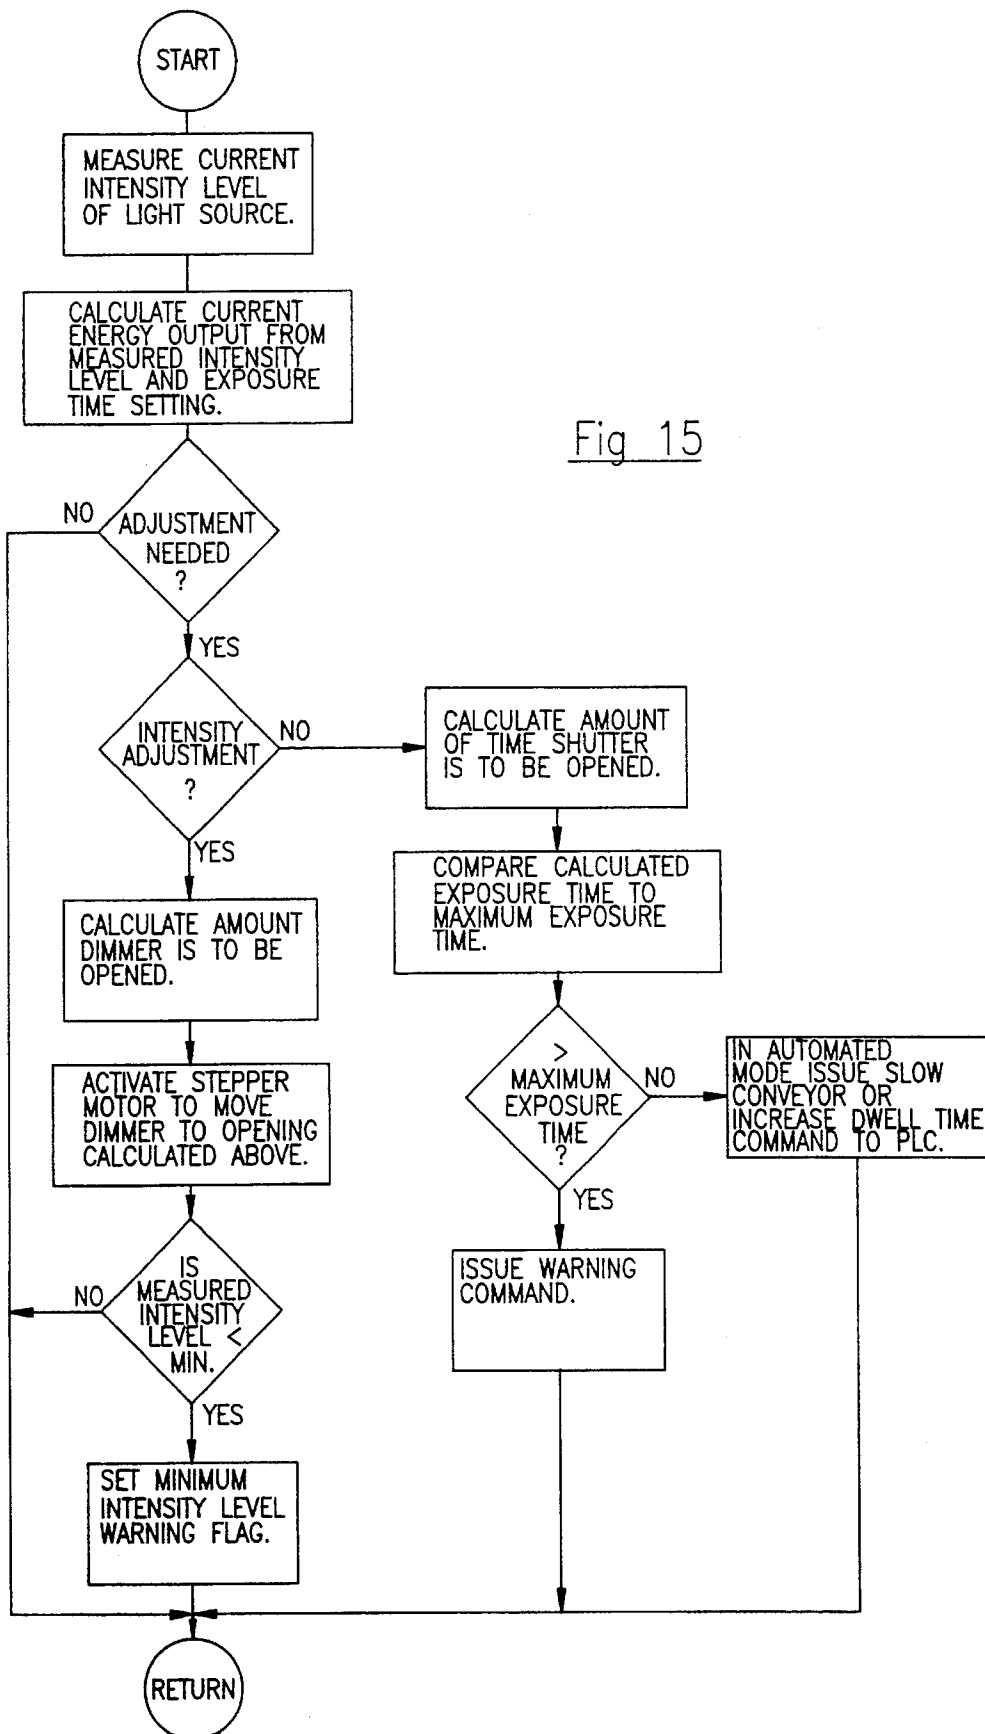 START
MEASURE CURRENT
INTENSITY LEVEL
OF LIGHT SOURCE.
CALCULATE CURRENT
ENERGY OUTPUT FROM
MEASURED INTENSITY
LEVEL AND EXPOSURE
TIME SETTING.
Fig 15
NO
ADJUSTMENT
NEEDED
?
YES
INTENSITY
ADJUSTMENT
?
NO
CALCULATE AMOUNT
OF TIME SHUTTER
IS TO BE OPENED.
YES
COMPARE CALCULATED
EXPOSURE TIME TO
MAXIMUM EXPOSURE
TIME.
CALCULATE AMOUNT
DIMMER IS TO BE
OPENED.
>
MAXIMUM
EXPOSURE
TIME
?
NO
IN AUTOMATED
MODE ISSUE SLOW
CONVEYOR OR
INCREASE DWELL TIME
COMMAND TO PLC.
ACTIVATE STEPPER
MOTOR TO MOVE
DIMMER TO OPENING
CALCULATED ABOVE.
YES
ISSUE WARNING
COMMAND.
NO
IS
MEASURED
INTENSITY
LEVEL <
MIN.
YES
SET MINIMUM
INTENSITY LEVEL
WARNING FLAG.
RETURN